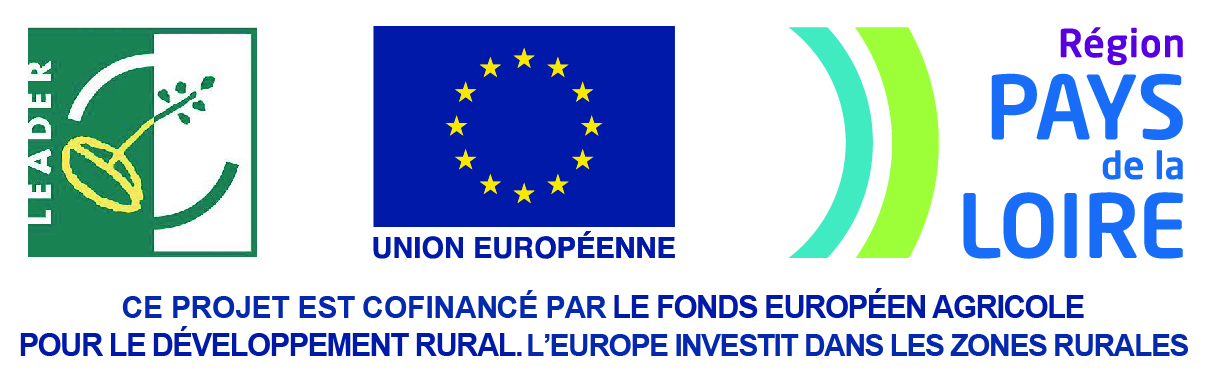 LEADER
UNION EUROPÉENNE
Région
PAYS
de la
LOIRE
CE PROJET EST COFINANCÉ PAR LE FONDS EUROPÉEN AGRICOLE
POUR LE DÉVELOPPEMENT RURAL. L’EUROPE INVESTIT DANS LES ZONES RURALES